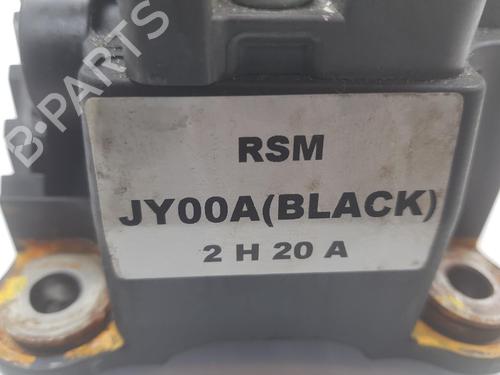 B-PARTS
RSM
JY00A(BLACK)
2 H 20 A